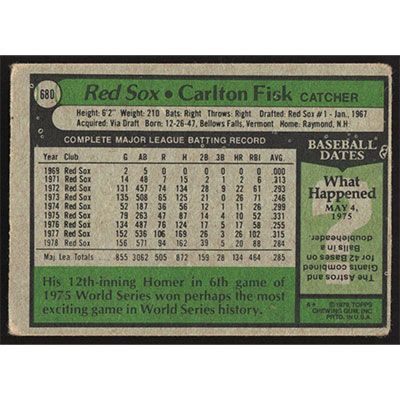 680
Red Sox • Carlton Fisk CATCHER
Height: 6'2" Weight: 210 Bats: Right Throws: Right Drafted: Red Sox #1 - Jan., 1967
Acquired: Via Draft Born: 12-26-47, Bellows Falls, Vermont Home: Raymond, N.H.
COMPLETE MAJOR LEAGUE BATTING RECORD
Year Club G AB R H 2B 3B HR RBI AVG.
1969 Red Sox 2 5 0 0 0 0 0 0 .000
1971 Red Sox 14 48 7 15 2 1 2 6 .313
1972 Red Sox 131 457 74 134 28 9 22 61 .293
1973 Red Sox 135 508 65 125 21 0 26 71 .246
1974 Red Sox 52 187 36 56 12 1 11 26 .299
1975 Red Sox 79 263 47 87 14 4 10 52 .331
1976 Red Sox 134 487 76 124 17 5 17 58 .255
1977 Red Sox 152 536 106 169 26 3 26 102 .315
1978 Red Sox 156 571 94 162 39 5 20 88 .284
Maj. Lea. Totals 855 3062 505 872 159 28 134 464 .285
His 12th-inning Homer in 6th game of
1975 World Series won perhaps the most
exciting game in World Series history.
BASEBALL
DATES
What
Happened
MAY 4,
1975
?
The Astros and
Giants combined
for 42 Bases on
Balls in a
doubleheader.
© 1979 TOPPS
CHEWING GUM, INC.
PRTD. IN U.S.A.